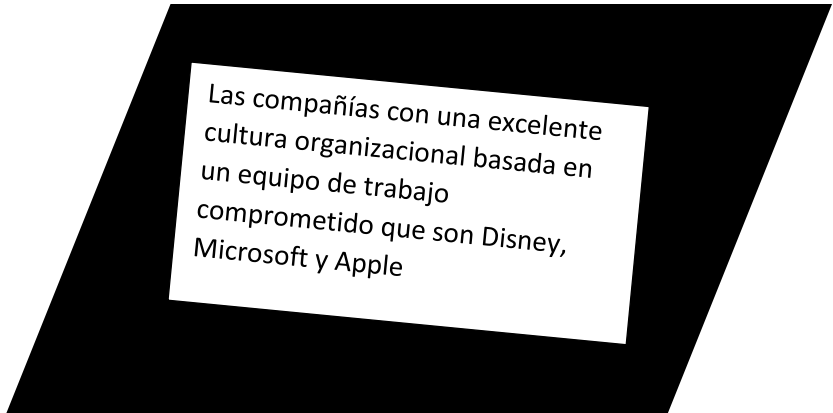 Las compañías con una excelente
cultura organizacional basada en
un equipo de trabajo
comprometido que son Disney,
Microsoft y Apple